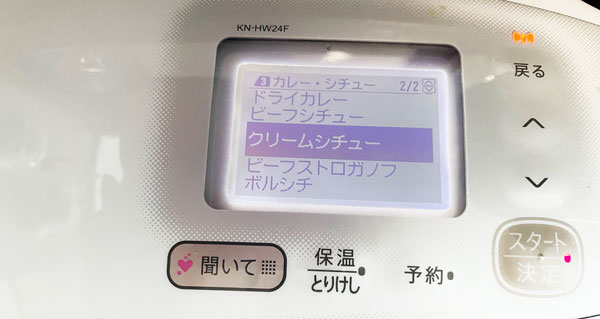 KN-HW24F
3 カレー・シチュー 2/2
ドライカレー
ビーフシチュー
クリームシチュー
ビーフストロガノフ
ボルシチ
戻る
聞いて
保温
とりけし
予約
スタート
決定